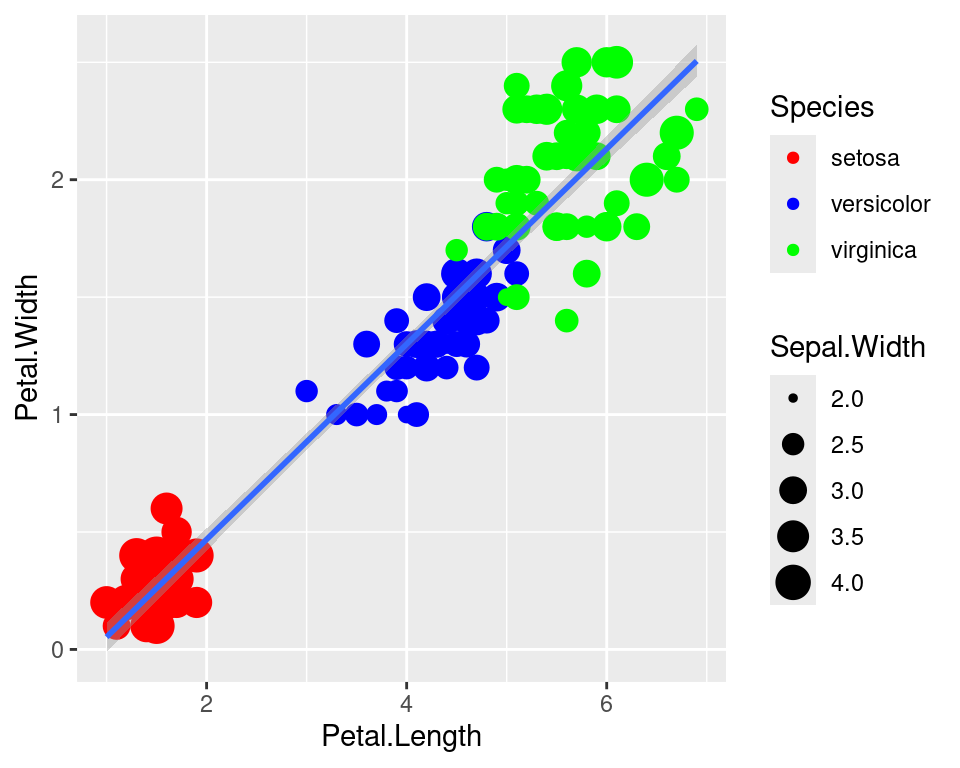 Petal.Width
2
1
0
2
4
6
Petal.Length
Species
setosa
versicolor
virginica
Sepal.Width
2.0
2.5
3.0
3.5
4.0